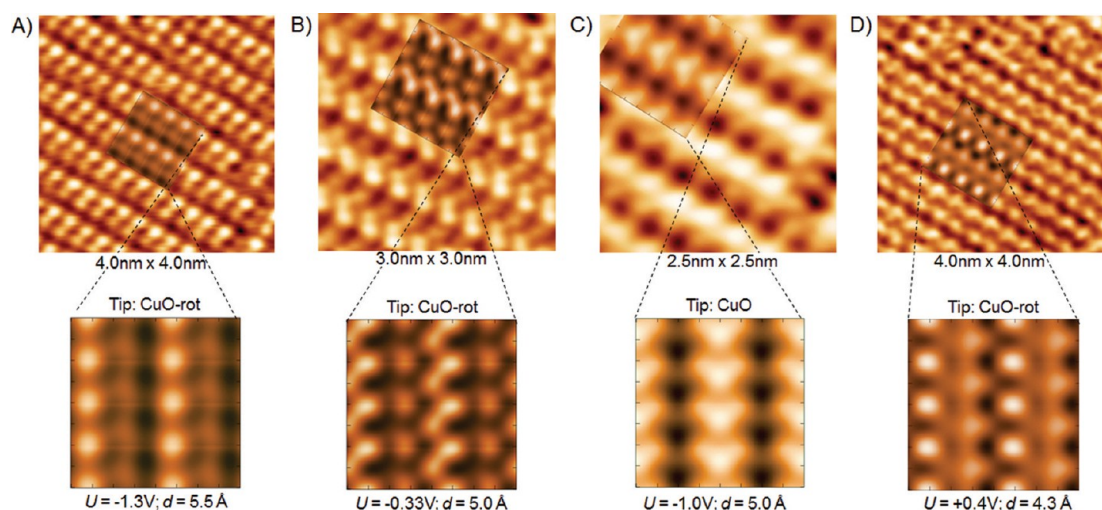 A)
4.0nm x 4.0nm
Tip: CuO-rot
U = -1.3V; d = 5.5 Å
B)
3.0nm x 3.0nm
Tip: CuO-rot
U = -0.33V; d = 5.0 Å
C)
2.5nm x 2.5nm
Tip: CuO
U = -1.0V; d = 5.0 Å
D)
4.0nm x 4.0nm
Tip: CuO-rot
U = +0.4V; d = 4.3 Å